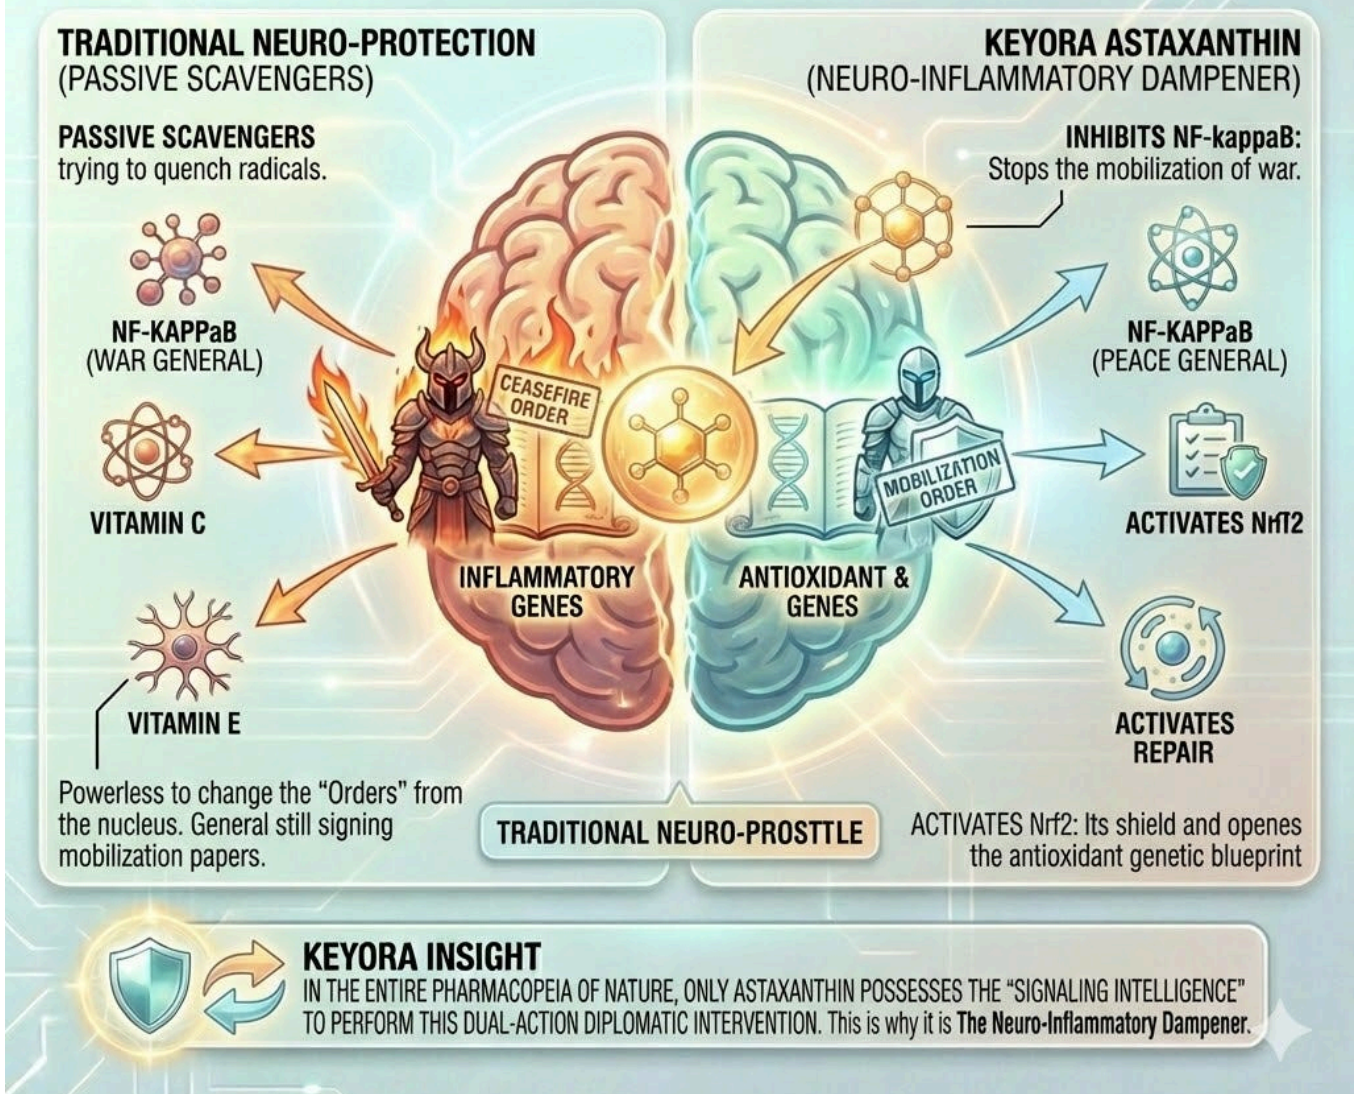 TRADITIONAL NEURO-PROTECTION
(PASSIVE SCAVENGERS)
PASSIVE SCAVENGERS
trying to quench radicals.
NF-KAPPaB
(WAR GENERAL)
VITAMIN C
VITAMIN E
Powerless to change the “Orders” from
the nucleus. General still signing
mobilization papers.
CEASEFIRE
ORDER
INFLAMMATORY
GENES
KEYORA ASTAXANTHIN
(NEURO-INFLAMMATORY DAMPENER)
INHIBITS NF-kappaB:
Stops the mobilization of war.
NF-KAPPaB
(PEACE GENERAL)
MOBILIZATION
ORDER
ACTIVATES
ANTIOXIDANT &
GENES
ACTIVATES
REPAIR
ACTIVATES Nrf2: Its shield and openes
the antioxidant genetic blueprint
TRADITIONAL NEURO-PROSTTLE
KEYORA INSIGHT
IN THE ENTIRE PHARMACOPEIA OF NATURE, ONLY ASTAXANTHIN POSSESSES THE “SIGNALING INTELLIGENCE”
TO PERFORM THIS DUAL-ACTION DIPLOMATIC INTERVENTION. This is why it is The Neuro-Inflammatory Dampener.